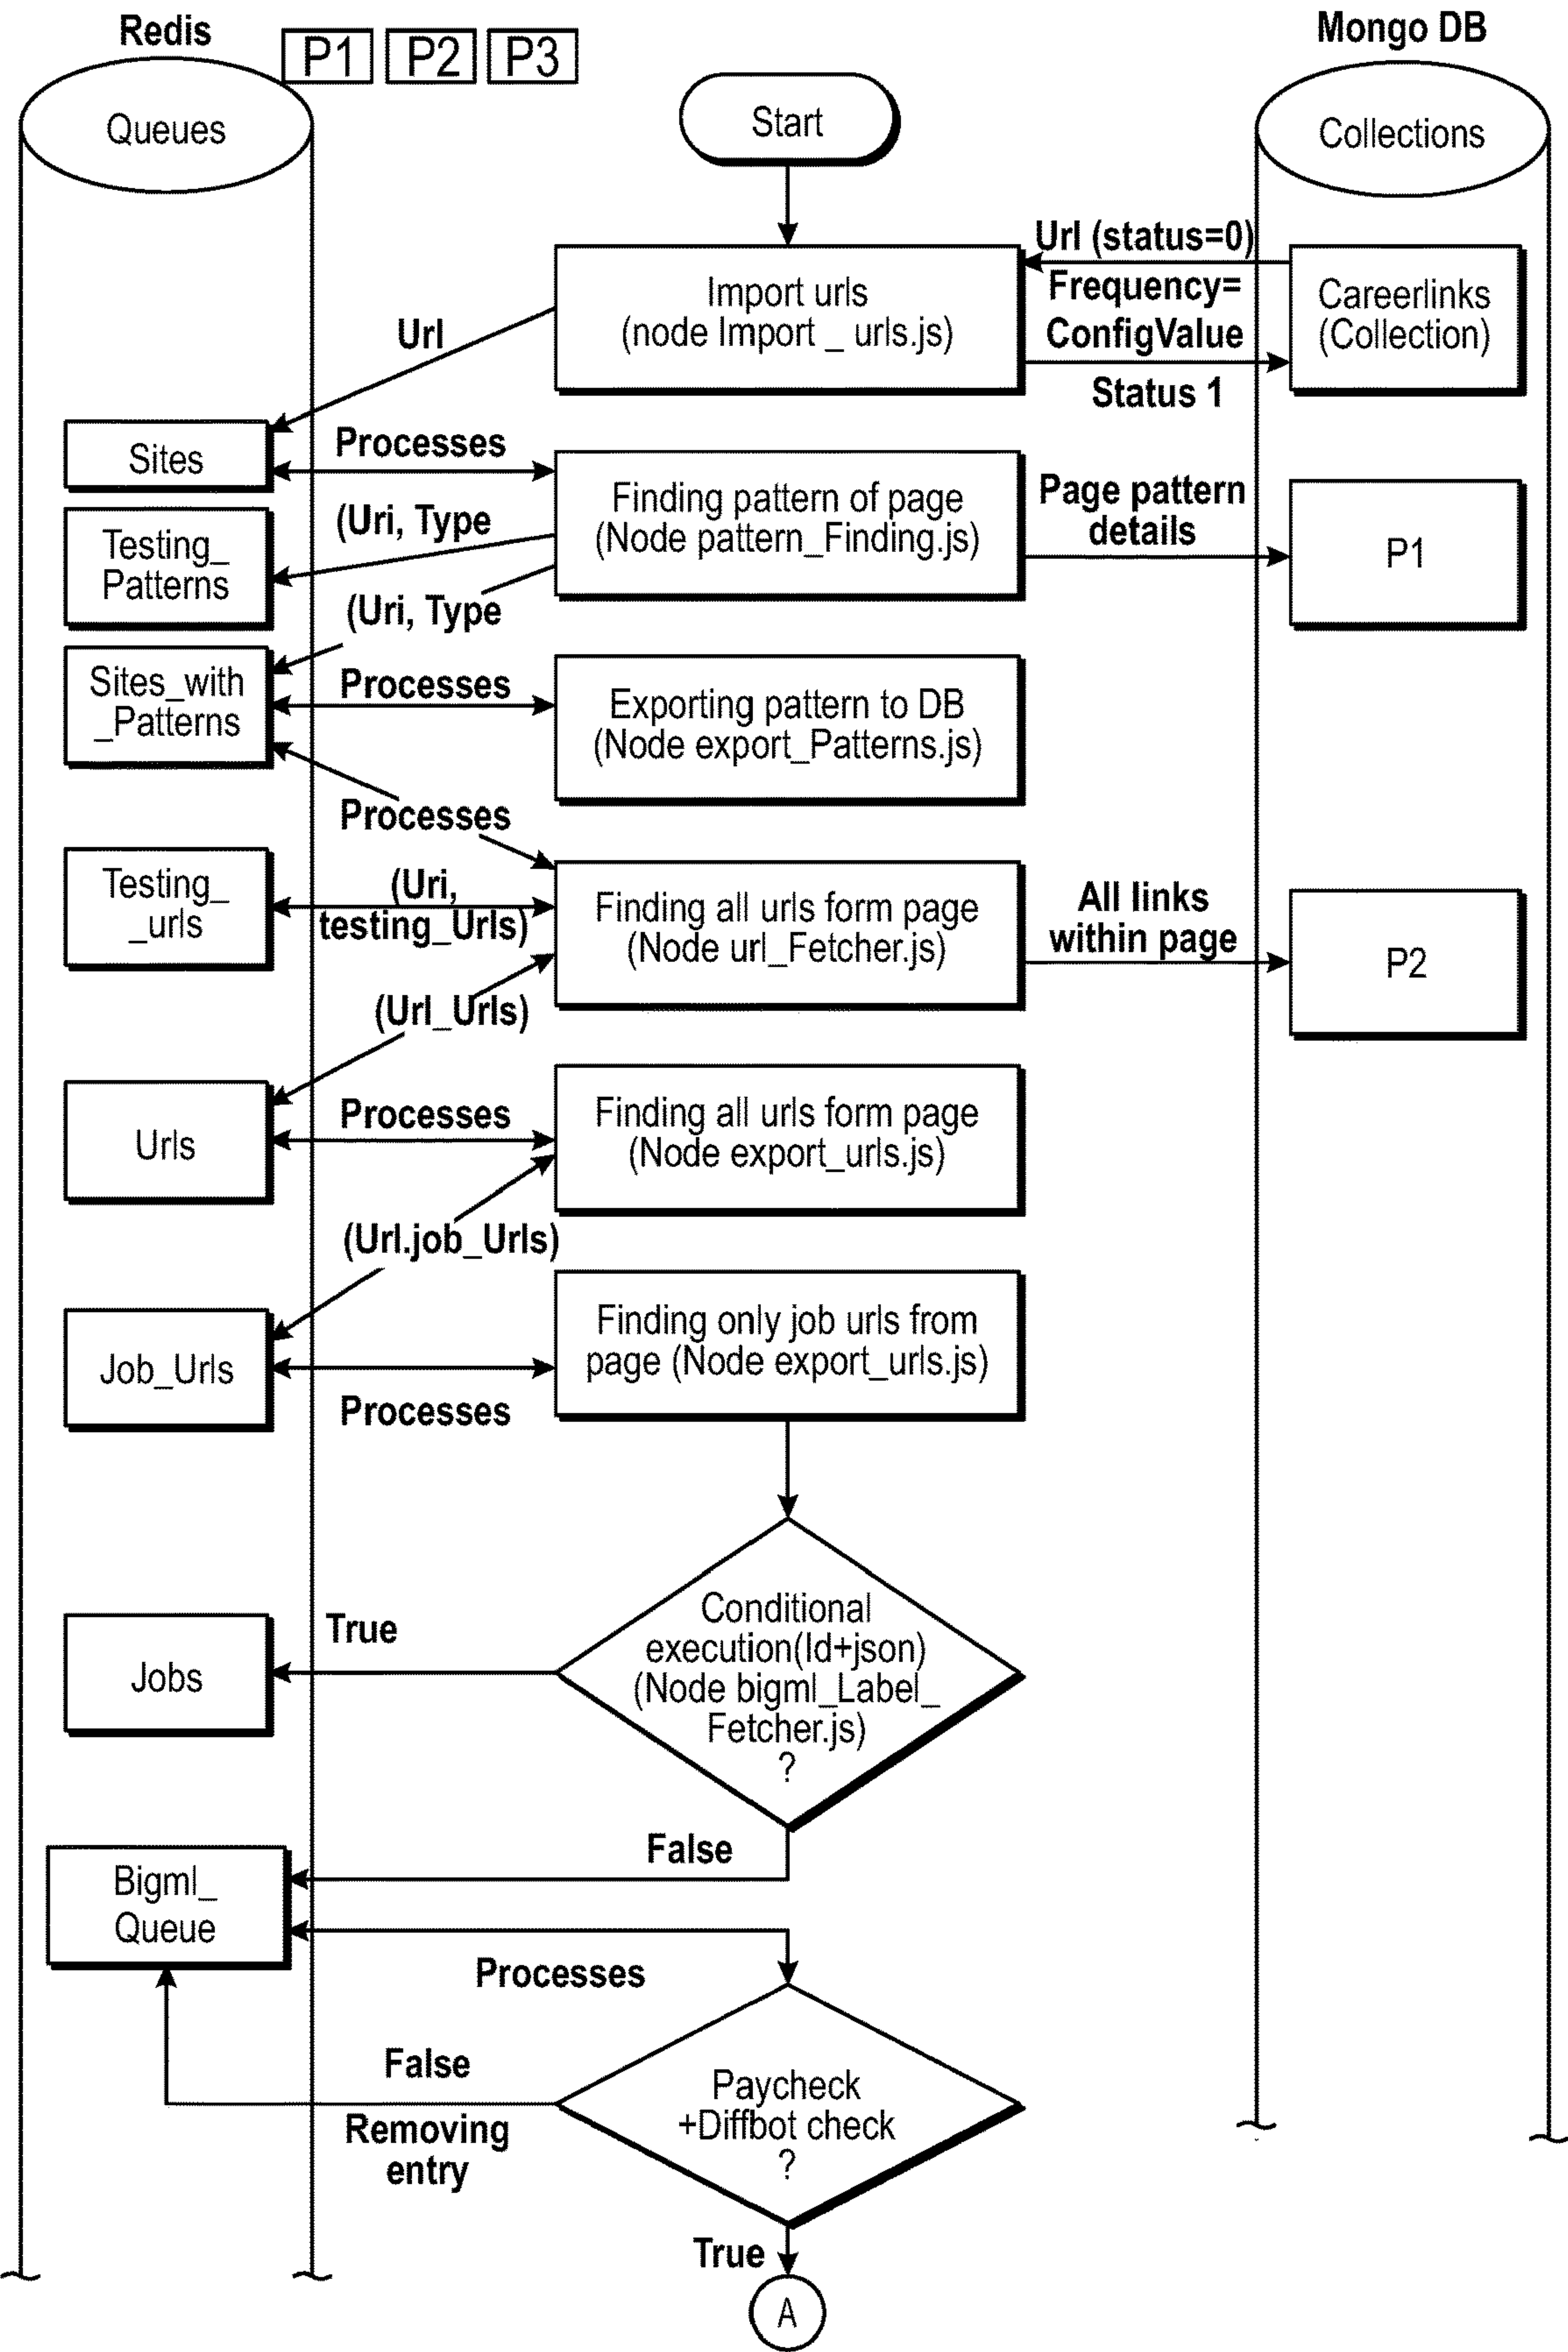 Redis
P1 P2 P3
Mongo DB
Queues
Start
Collections
Import urls
(node Import _ urls.js)
Url (status=0)
Frequency=
ConfigValue
Status 1
Careerlinks
(Collection)
Url
Sites
Processes
Finding pattern of page
(Node pattern_Finding.js)
Page pattern
details
P1
Testing_
Patterns
(Uri, Type
(Uri, Type
Sites_with
_Patterns
Processes
Exporting pattern to DB
(Node export_Patterns.js)
Processes
Testing_
_urls
(Uri,
testing_Urls)
Finding all urls form page
(Node url_Fetcher.js)
All links
within page
P2
(Url_Urls)
Urls
Processes
Finding all urls form page
(Node export_urls.js)
(Url.job_Urls)
Job_Urls
Processes
Finding only job urls from
page (Node export_urls.js)
Conditional
execution(Id+json)
(Node bigml_Label_
Fetcher.js)
?
True
Jobs
False
Bigml_
Queue
Processes
False
Removing
entry
Paycheck
+Diffbot check
?
True
A